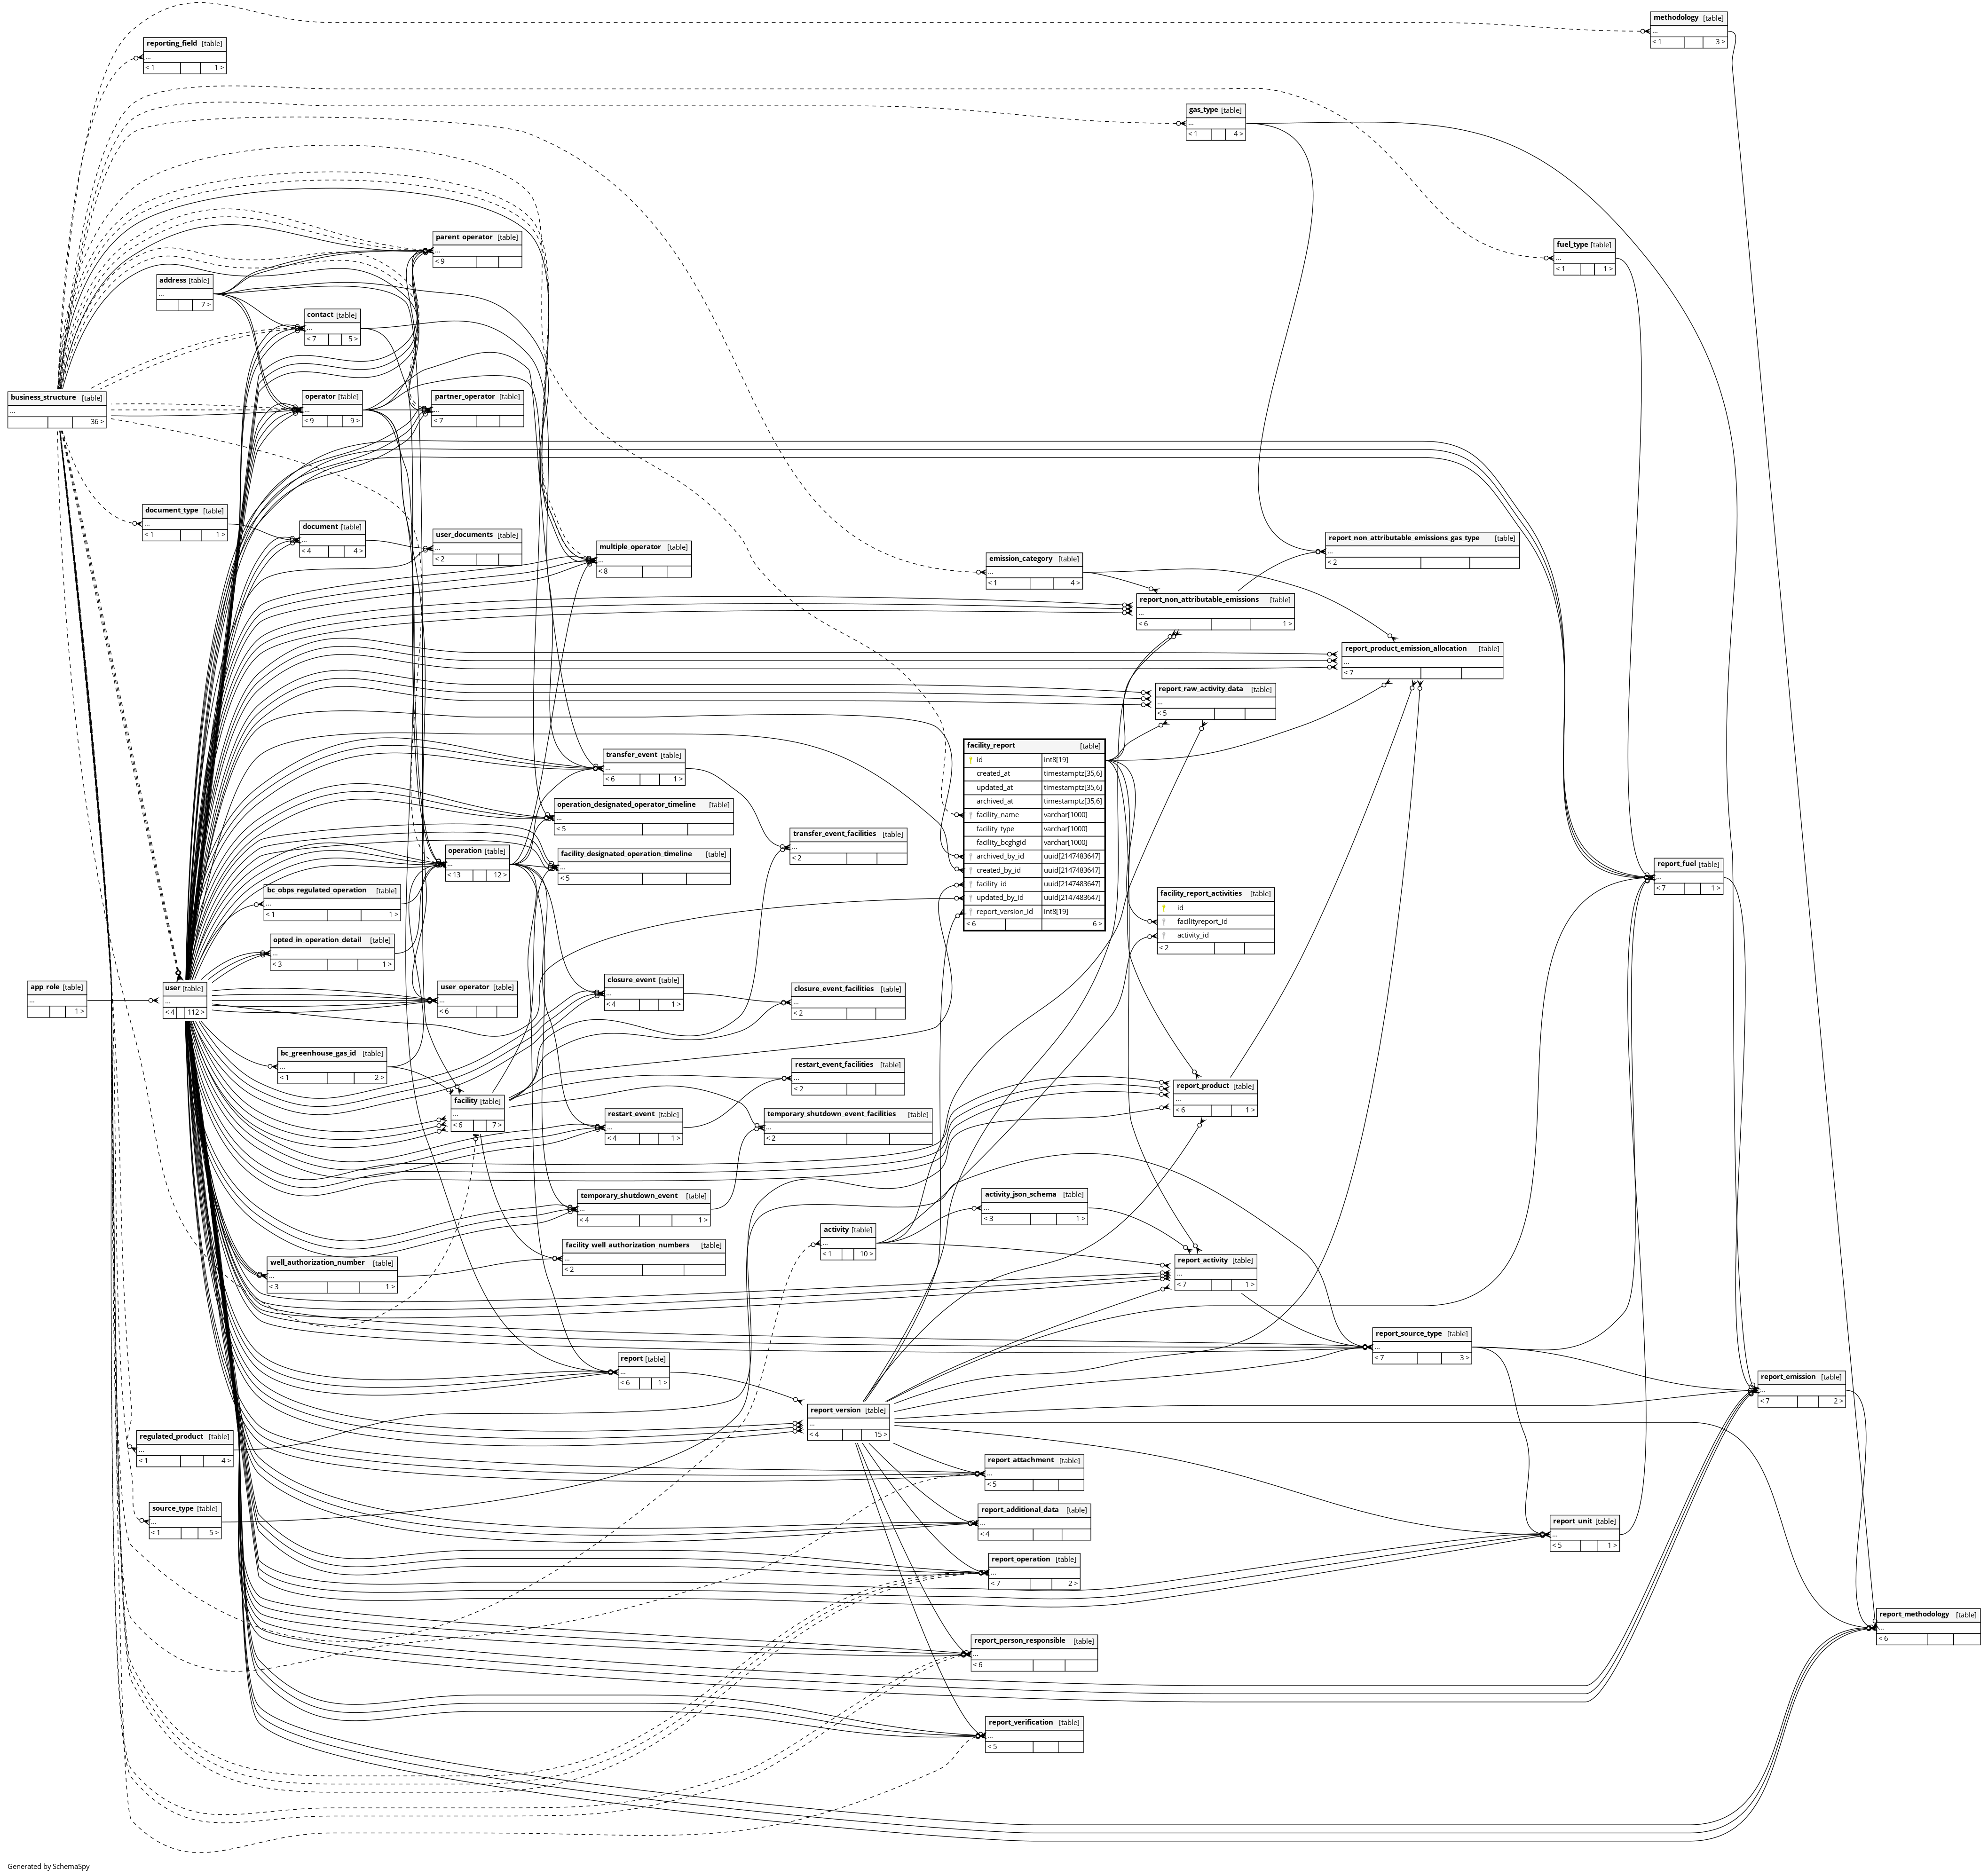 methodology [table]
...
< 1 3 >
reporting_field [table]
...
< 1 1 >
gas_type [table]
...
< 1 4 >
parent_operator [table]
...
< 9
fuel_type [table]
...
< 1 1 >
address [table]
...
7 >
contact [table]
...
< 7 5 >
business_structure [table]
...
36 >
operator [table]
...
< 9 9 >
partner_operator [table]
...
< 7
document_type [table]
...
< 1 1 >
document [table]
...
< 4 4 >
user_documents [table]
...
< 2
multiple_operator [table]
...
< 8
emission_category [table]
...
< 1 4 >
report_non_attributable_emissions_gas_type [table]
...
< 2
report_non_attributable_emissions [table]
...
< 6 1 >
report_product_emission_allocation [table]
...
< 7
report_raw_activity_data [table]
...
< 5
facility_report [table]
id int8[19]
created_at timestamptz[35,6]
updated_at timestamptz[35,6]
archived_at timestamptz[35,6]
facility_name varchar[1000]
facility_type varchar[1000]
facility_bcghgid varchar[1000]
archived_by_id uuid[2147483647]
created_by_id uuid[2147483647]
facility_id uuid[2147483647]
updated_by_id uuid[2147483647]
report_version_id int8[19]
< 6 6 >
transfer_event [table]
...
< 6 1 >
operation_designated_operator_timeline [table]
...
< 5
transfer_event_facilities [table]
...
< 2
operation [table]
...
< 13 12 >
facility_designated_operation_timeline [table]
...
< 5
report_fuel [table]
...
< 7 1 >
bc_obps_regulated_operation [table]
...
< 1 1 >
facility_report_activities [table]
id
facilityreport_id
activity_id
< 2
opted_in_operation_detail [table]
...
< 3 1 >
app_role [table]
...
1 >
user [table]
...
< 4 112 >
user_operator [table]
...
< 6
closure_event [table]
...
< 4 1 >
closure_event_facilities [table]
...
< 2
bc_greenhouse_gas_id [table]
...
< 1 2 >
restart_event_facilities [table]
...
< 2
facility [table]
...
< 6 7 >
restart_event [table]
...
< 4 1 >
temporary_shutdown_event_facilities [table]
...
< 2
report_product [table]
...
< 6 1 >
temporary_shutdown_event [table]
...
< 4 1 >
activity_json_schema [table]
...
< 3 1 >
activity [table]
...
< 1 10 >
facility_well_authorization_numbers [table]
...
< 2
well_authorization_number [table]
...
< 3 1 >
report_activity [table]
...
< 7 1 >
report_source_type [table]
...
< 7 3 >
report [table]
...
< 6 1 >
report_emission [table]
...
< 7 2 >
report_version [table]
...
< 4 15 >
regulated_product [table]
...
< 1 4 >
report_attachment [table]
...
< 5
source_type [table]
...
< 1 5 >
report_additional_data [table]
...
< 4
report_unit [table]
...
< 5 1 >
report_operation [table]
...
< 7 2 >
report_methodology [table]
...
< 6
report_person_responsible [table]
...
< 6
report_verification [table]
...
< 5
Generated by SchemaSpy